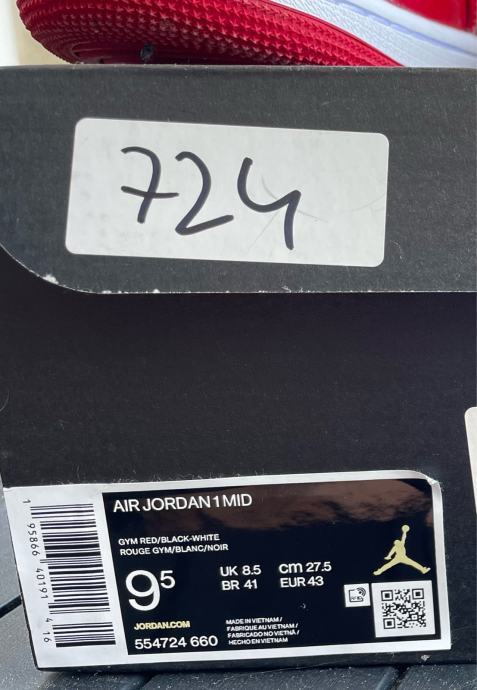 724
AIR JORDAN 1 MID
GYM RED/BLACK-WHITE
ROUGE GYM/BLANC/NOIR
9⁵
UK 8.5
cm 27.5
BR 41
EUR 43
JORDAN.COM
554724 660
MADE IN VIETNAM /
FABRIQUÉ AU VIETNAM /
FABRICADO NO VIETNÃ /
HECHO EN VIETNAM
1 95866 40191 4 16